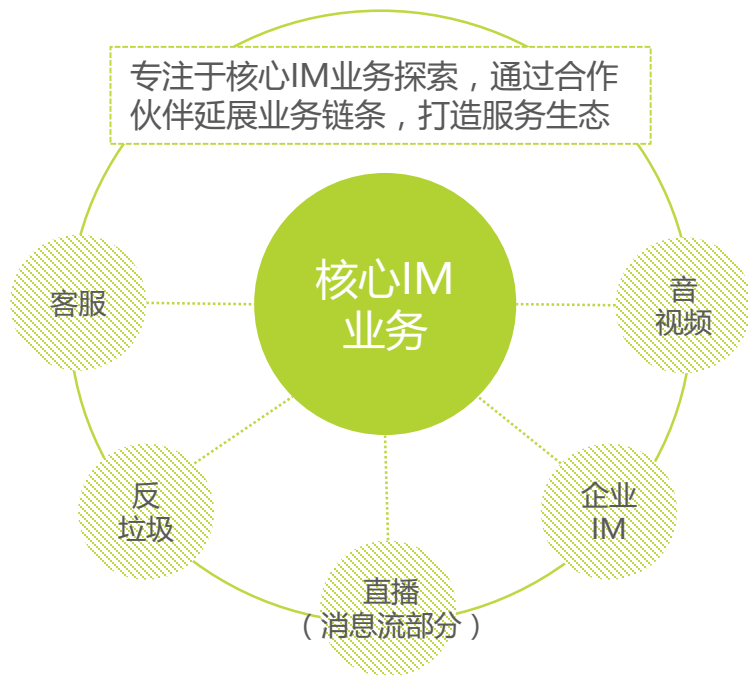 专注于核心IM业务探索，通过合作
伙伴延展业务链条，打造服务生态
核心IM
业务
客服
音
视频
反
垃圾
企业
IM
直播
（消息流部分）